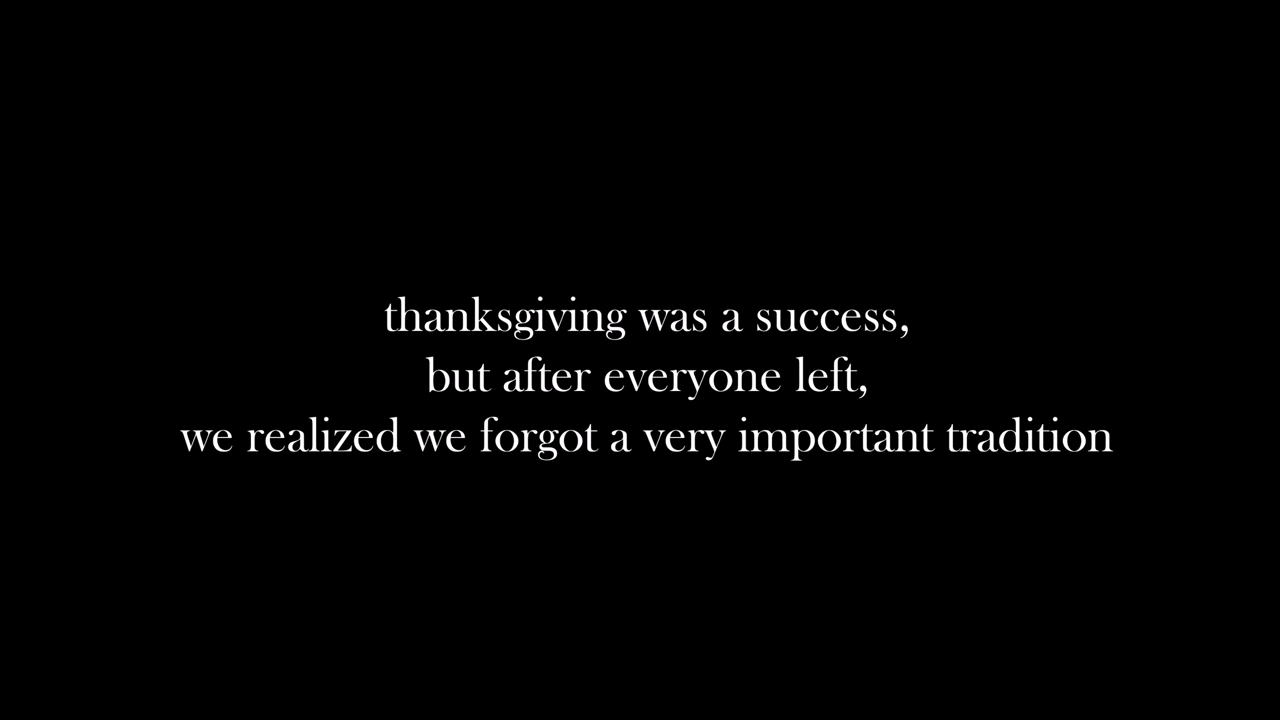 thanksgiving was a success,
but after everyone left,
we realized we forgot a very important tradition